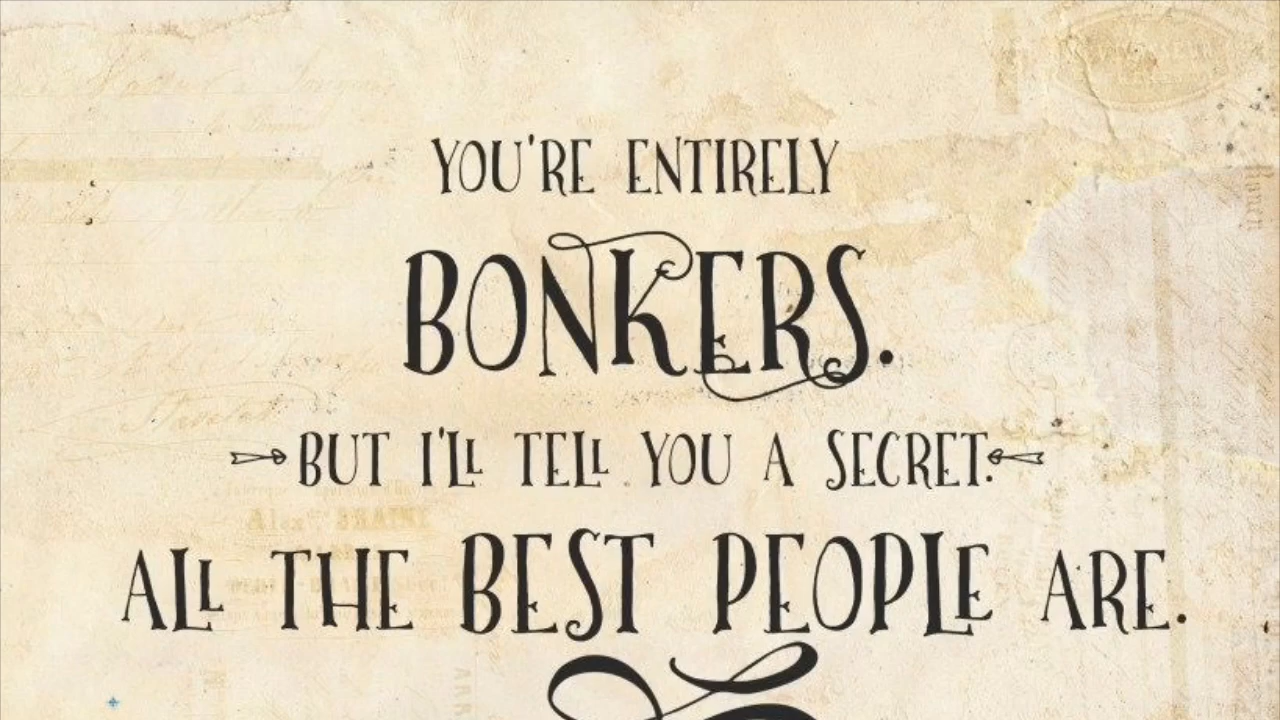 YOU'RE ENTIRELY
BONKERS.
BUT I'LL TELL YOU A SECRET.
ALL THE BEST PEOPLE ARE.